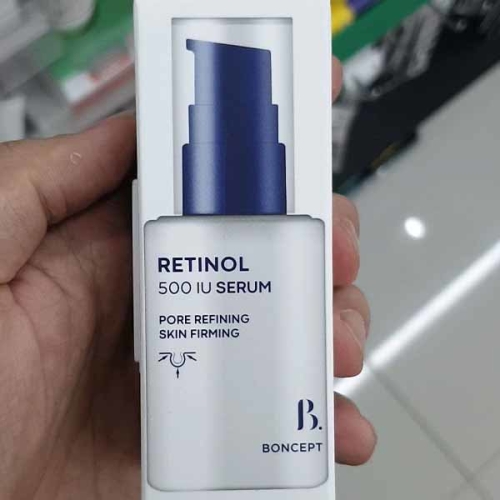 RETINOL
500 IU SERUM
PORE REFINING
SKIN FIRMING
B.
BONCEPT